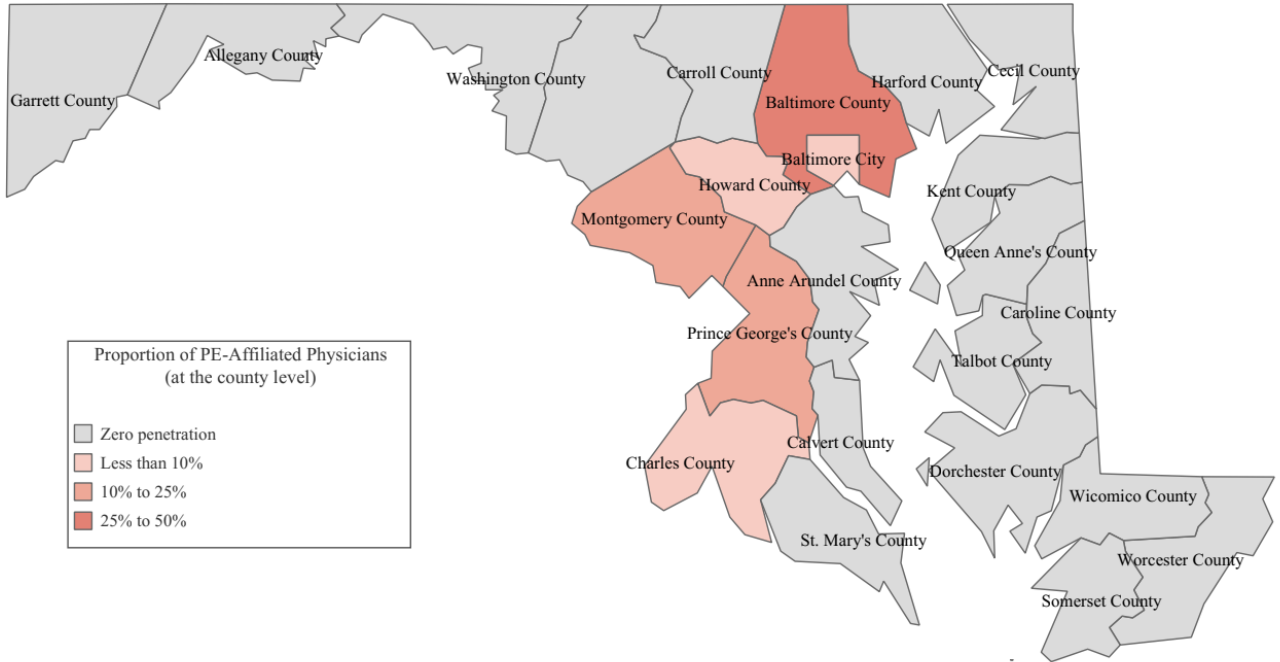 Garrett County
Allegany County
Washington County
Carroll County
Baltimore County
Harford County
Cecil County
Baltimore City
Howard County
Montgomery County
Kent County
Queen Anne's County
Anne Arundel County
Caroline County
Prince George's County
Talbot County
Calvert County
Charles County
Dorchester County
Wicomico County
St. Mary's County
Worcester County
Somerset County
Proportion of PE-Affiliated Physicians
(at the county level)
Zero penetration
Less than 10%
10% to 25%
25% to 50%